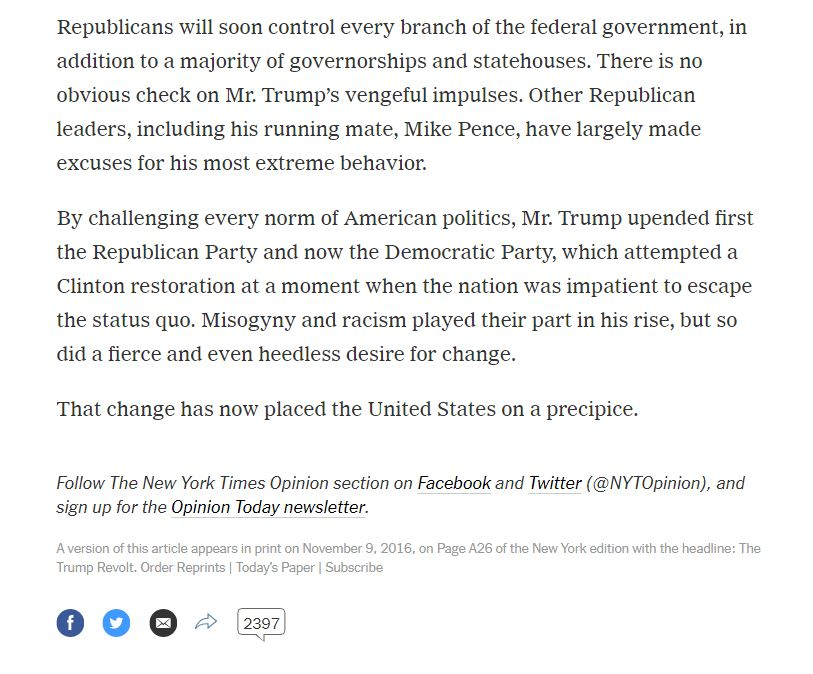 Republicans will soon control every branch of the federal government, in
addition to a majority of governorships and statehouses. There is no
obvious check on Mr. Trump’s vengeful impulses. Other Republican
leaders, including his running mate, Mike Pence, have largely made
excuses for his most extreme behavior.
By challenging every norm of American politics, Mr. Trump upended first
the Republican Party and now the Democratic Party, which attempted a
Clinton restoration at a moment when the nation was impatient to escape
the status quo. Misogyny and racism played their part in his rise, but so
did a fierce and even heedless desire for change.
That change has now placed the United States on a precipice.
Follow The New York Times Opinion section on Facebook and Twitter (@NYTOpinion), and
sign up for the Opinion Today newsletter.
A version of this article appears in print on November 9, 2016, on Page A26 of the New York edition with the headline: The
Trump Revolt. Order Reprints | Today’s Paper | Subscribe
2397